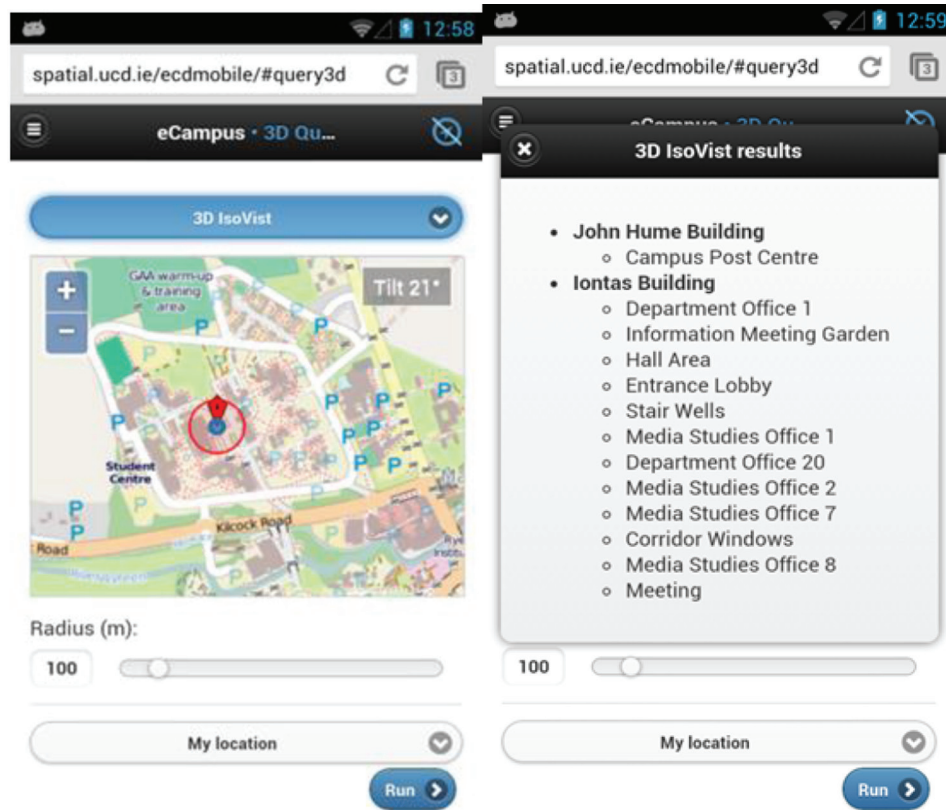 12:58
spatial.ucd.ie/ecdmobile/#query3d
3
eCampus • 3D Qu...
3D IsoVist
GAA warm-up
& training
area
+
Tilt 21°
−
P
P
P
P
P
P
P
P
P
P
P
P
Student
Centre
P
P
Kilcock Road
Road
Rye
Radius (m):
100
My location
Run
12:59
spatial.ucd.ie/ecdmobile/#query3d
3
eCampus • 3D Qu...
3D IsoVist results
• John Hume Building
◦ Campus Post Centre
• Iontas Building
◦ Department Office 1
◦ Information Meeting Garden
◦ Hall Area
◦ Entrance Lobby
◦ Stair Wells
◦ Media Studies Office 1
◦ Department Office 20
◦ Media Studies Office 2
◦ Media Studies Office 7
◦ Corridor Windows
◦ Media Studies Office 8
◦ Meeting
100
My location
Run